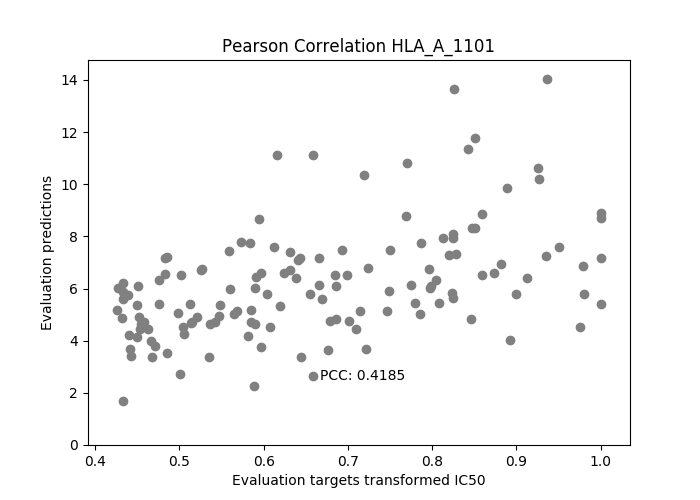 Pearson Correlation HLA_A_1101
14
12
10
8
6
4
2
0
Evaluation predictions
PCC: 0.4185
0.4 0.5 0.6 0.7 0.8 0.9 1.0
Evaluation targets transformed IC50